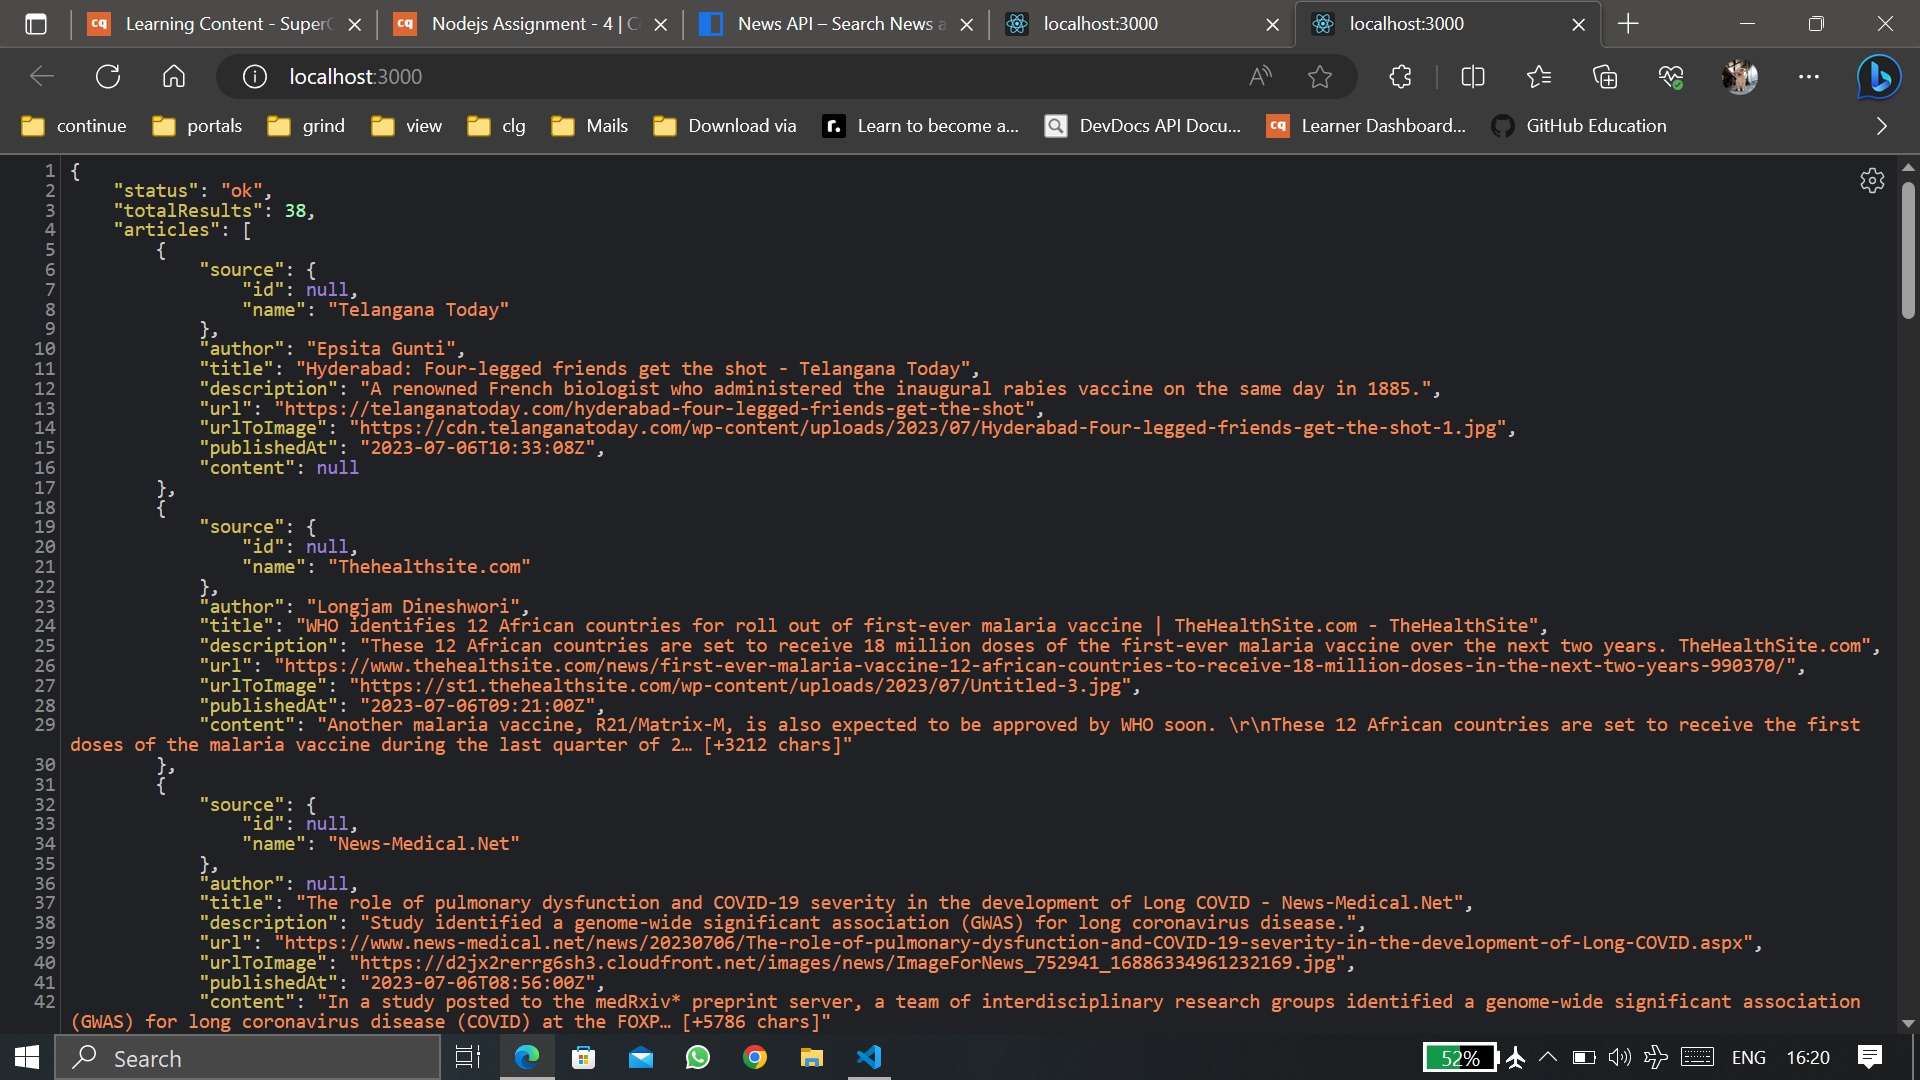 Learning Content - Super
Nodejs Assignment - 4 | C
News API – Search News a
localhost:3000
localhost:3000
localhost:3000
continue
portals
grind
view
clg
Mails
Download via
Learn to become a...
DevDocs API Docu...
Learner Dashboard...
GitHub Education
1 {
2 "status": "ok",
3 "totalResults": 38,
4 "articles": [
5 {
6 "source": {
7 "id": null,
8 "name": "Telangana Today"
9 },
10 "author": "Epsita Gunti",
11 "title": "Hyderabad: Four-legged friends get the shot - Telangana Today",
12 "description": "A renowned French biologist who administered the inaugural rabies vaccine on the same day in 1885.",
13 "url": "https://telanganatoday.com/hyderabad-four-legged-friends-get-the-shot",
14 "urlToImage": "https://cdn.telanganatoday.com/wp-content/uploads/2023/07/Hyderabad-Four-legged-friends-get-the-shot-1.jpg",
15 "publishedAt": "2023-07-06T10:33:08Z",
16 "content": null
17 },
18 {
19 "source": {
20 "id": null,
21 "name": "Thehealthsite.com"
22 },
23 "author": "Longjam Dineshwori",
24 "title": "WHO identifies 12 African countries for roll out of first-ever malaria vaccine | TheHealthSite.com - TheHealthSite",
25 "description": "These 12 African countries are set to receive 18 million doses of the first-ever malaria vaccine over the next two years. TheHealthSite.com",
26 "url": "https://www.thehealthsite.com/news/first-ever-malaria-vaccine-12-african-countries-to-receive-18-million-doses-in-the-next-two-years-990370/",
27 "urlToImage": "https://st1.thehealthsite.com/wp-content/uploads/2023/07/Untitled-3.jpg",
28 "publishedAt": "2023-07-06T09:21:00Z",
29 "content": "Another malaria vaccine, R21/Matrix-M, is also expected to be approved by WHO soon. \r\nThese 12 African countries are set to receive the first
doses of the malaria vaccine during the last quarter of 2… [+3212 chars]"
30 },
31 {
32 "source": {
33 "id": null,
34 "name": "News-Medical.Net"
35 },
36 "author": null,
37 "title": "The role of pulmonary dysfunction and COVID-19 severity in the development of Long COVID - News-Medical.Net",
38 "description": "Study identified a genome-wide significant association (GWAS) for long coronavirus disease.",
39 "url": "https://www.news-medical.net/news/20230706/The-role-of-pulmonary-dysfunction-and-COVID-19-severity-in-the-development-of-Long-COVID.aspx",
40 "urlToImage": "https://d2jx2rerrg6sh3.cloudfront.net/images/news/ImageForNews_752941_16886334961232169.jpg",
41 "publishedAt": "2023-07-06T08:56:00Z",
42 "content": "In a study posted to the medRxiv* preprint server, a team of interdisciplinary research groups identified a genome-wide significant association
(GWAS) for long coronavirus disease (COVID) at the FOXP… [+5786 chars]"
Search
52%
ENG
16:20